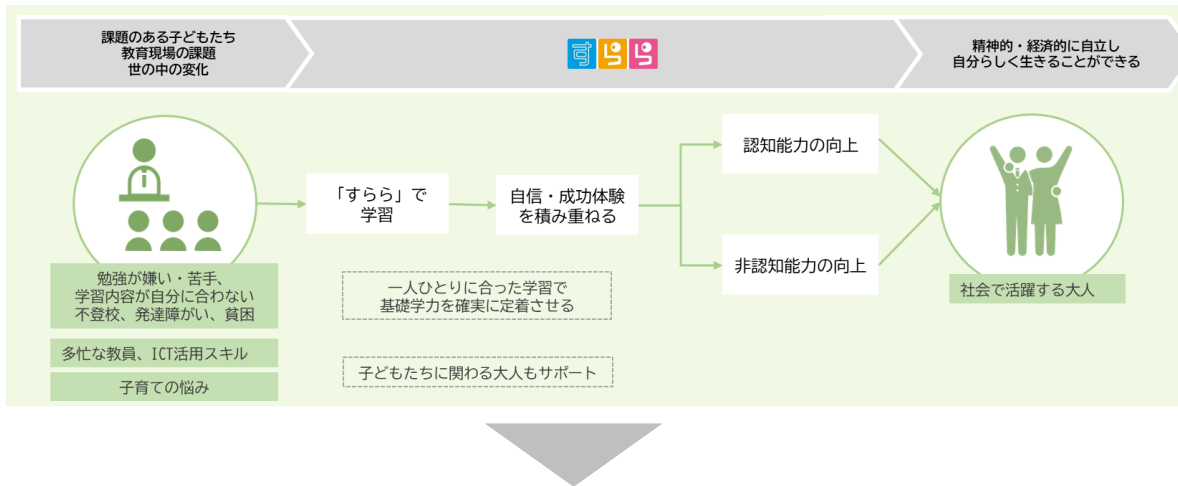 課題のある子どもたち
教育現場の課題
世の中の変化
すらら
精神的・経済的に自立し
自分らしく生きることができる
「すらら」で
学習
自信・成功体験
を積み重ねる
認知能力の向上
非認知能力の向上
勉強が嫌い・苦手、
学習内容が自分に合わない
不登校、発達障がい、貧困
多忙な教員、ICT活用スキル
子育ての悩み
一人ひとりに合った学習で
基礎学力を確実に定着させる
子どもたちに関わる大人もサポート
社会で活躍する大人